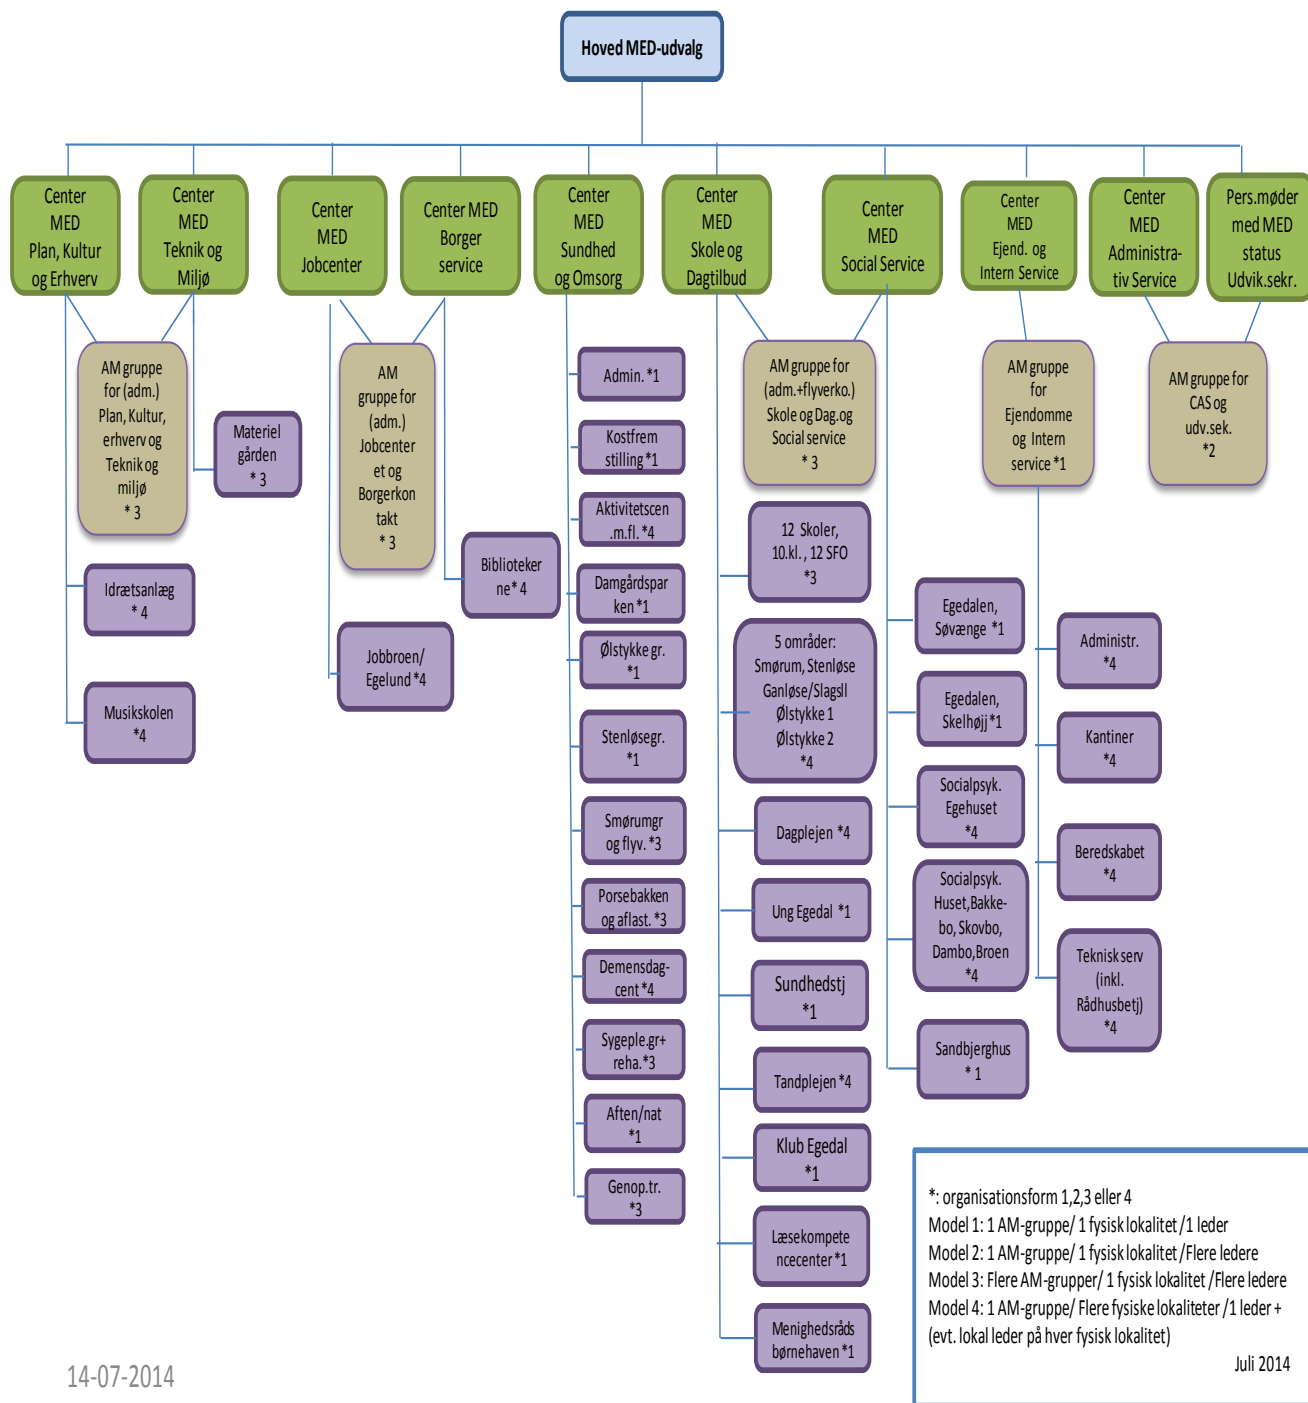 Hoved MED-udvalg
Center
MED
Plan, Kultur
og Erhverv
Center
MED
Teknik og
Miljø
Center
MED
Jobcenter
Center MED
Borger
service
Center
MED
Sundhed
og Omsorg
Center
MED
Skole og
Dagtilbud
Center
MED
Social Service
Center
MED
Ejend. og
Intern Service
Center
MED
Administra-
tiv Service
Pers.møder
med MED
status
Udvik.sekr.
AM gruppe
for (adm.)
Plan, Kultur,
erhverv og
Teknik og
miljø
* 3
Materiel
gården
* 3
Idrætsanlæg
* 4
Musikskolen
*4
AM
gruppe for
(adm.)
Jobcenter
et og
Borgerkon
takt
* 3
Jobbroen/
Egelund *4
Biblioteker
ne* 4
Admin. *1
Kostfrem
stilling *1
Aktivitetscen
.m.fl. *4
Damgårdspar
ken *1
Ølstykke gr.
*1
Stenløsegr.
*1
Smørumgr
og flyv. *3
Porsebakken
og aflast. *3
Demensdag-
cent *4
Sygeple.gr+
reha.*3
Aften/nat
*1
Genop.tr.
*3
AM gruppe for
(adm.+flyverko.)
Skole og Dag.og
Social service
* 3
12 Skoler,
10.kl. , 12 SFO
*3
5 områder:
Smørum, Stenløse
Ganløse/Slagsll
Ølstykke 1
Ølstykke 2
*4
Dagplejen *4
Ung Egedal *1
Sundhedstj
*1
Tandplejen *4
Klub Egedal
*1
Læsekompete
ncecenter *1
Menighedsråds
børnehaven *1
Egedalen,
Søvænge *1
Egedalen,
Skelhøjj *1
Socialpsyk.
Egehuset
*4
Socialpsyk.
Huset,Bakke-
bo, Skovbo,
Dambo,Broen
*4
Sandbjerghus
* 1
AM gruppe
for
Ejendomme
og Intern
service *1
Administr.
*4
Kantiner
*4
Beredskabet
*4
Teknisk serv
(inkl.
Rådhusbetj)
*4
AM gruppe for
CAS og
udv.sek.
*2
*: organisationsform 1,2,3 eller 4
Model 1: 1 AM-gruppe/ 1 fysisk lokalitet /1 leder
Model 2: 1 AM-gruppe/ 1 fysisk lokalitet /Flere ledere
Model 3: Flere AM-grupper/ 1 fysisk lokalitet /Flere ledere
Model 4: 1 AM-gruppe/ Flere fysiske lokaliteter /1 leder +
(evt. lokal leder på hver fysisk lokalitet)
Juli 2014
14-07-2014